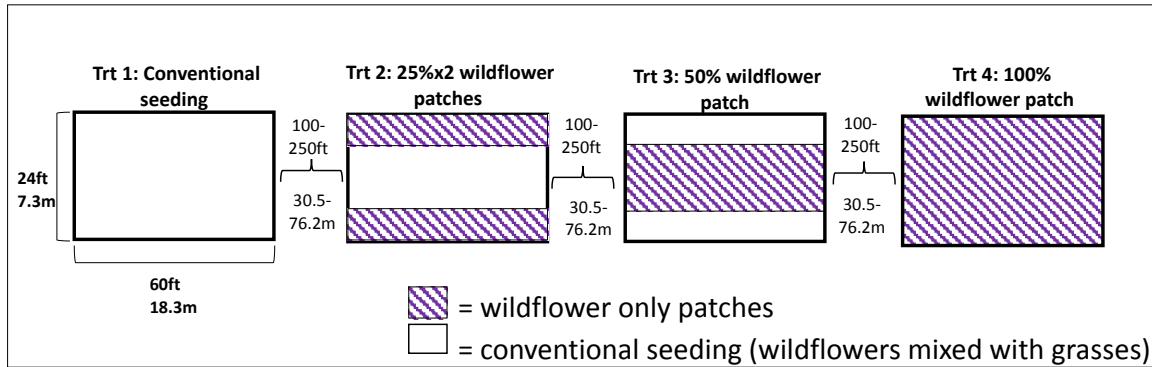 Trt 1: Conventional
seeding
Trt 2: 25%x2 wildflower
patches
Trt 3: 50% wildflower
patch
Trt 4: 100%
wildflower patch
24ft
7.3m
60ft
18.3m
100-
250ft
30.5-
76.2m
100-
250ft
30.5-
76.2m
100-
250ft
30.5-
76.2m
= wildflower only patches
= conventional seeding (wildflowers mixed with grasses)